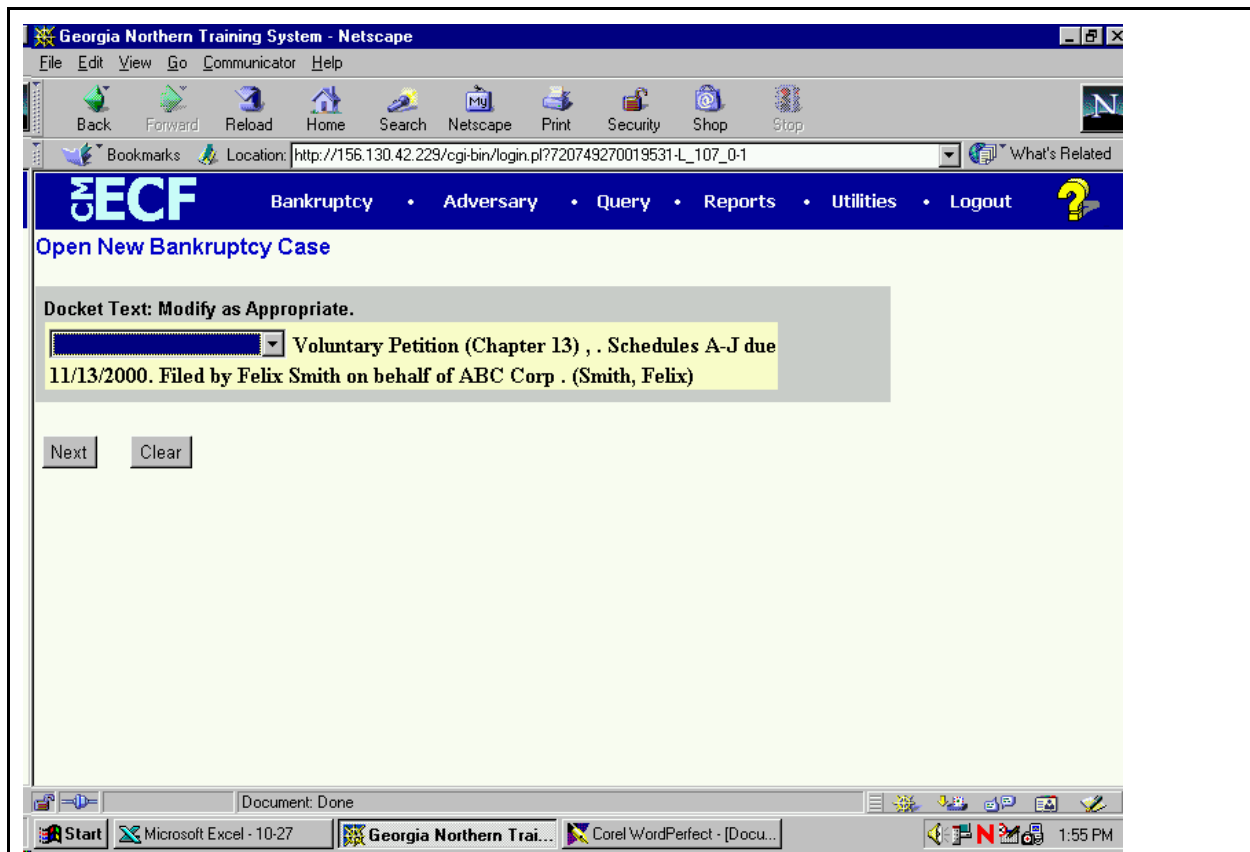 Georgia Northern Training System - Netscape
File Edit View Go Communicator Help
Back Forward Reload Home Search Netscape Print Security Shop Stop
My
N
Bookmarks Location: http://156.130.42.229/cgi-bin/login.pl?720749270019531-L_107_0-1 What's Related
CM ECF Bankruptcy • Adversary • Query • Reports • Utilities • Logout ?
Open New Bankruptcy Case
Docket Text: Modify as Appropriate.
Voluntary Petition (Chapter 13) , . Schedules A-J due
11/13/2000. Filed by Felix Smith on behalf of ABC Corp . (Smith, Felix)
Next Clear
Document: Done
Start Microsoft Excel - 10-27 Georgia Northern Trai... Corel WordPerfect - [Docu... N 1:55 PM